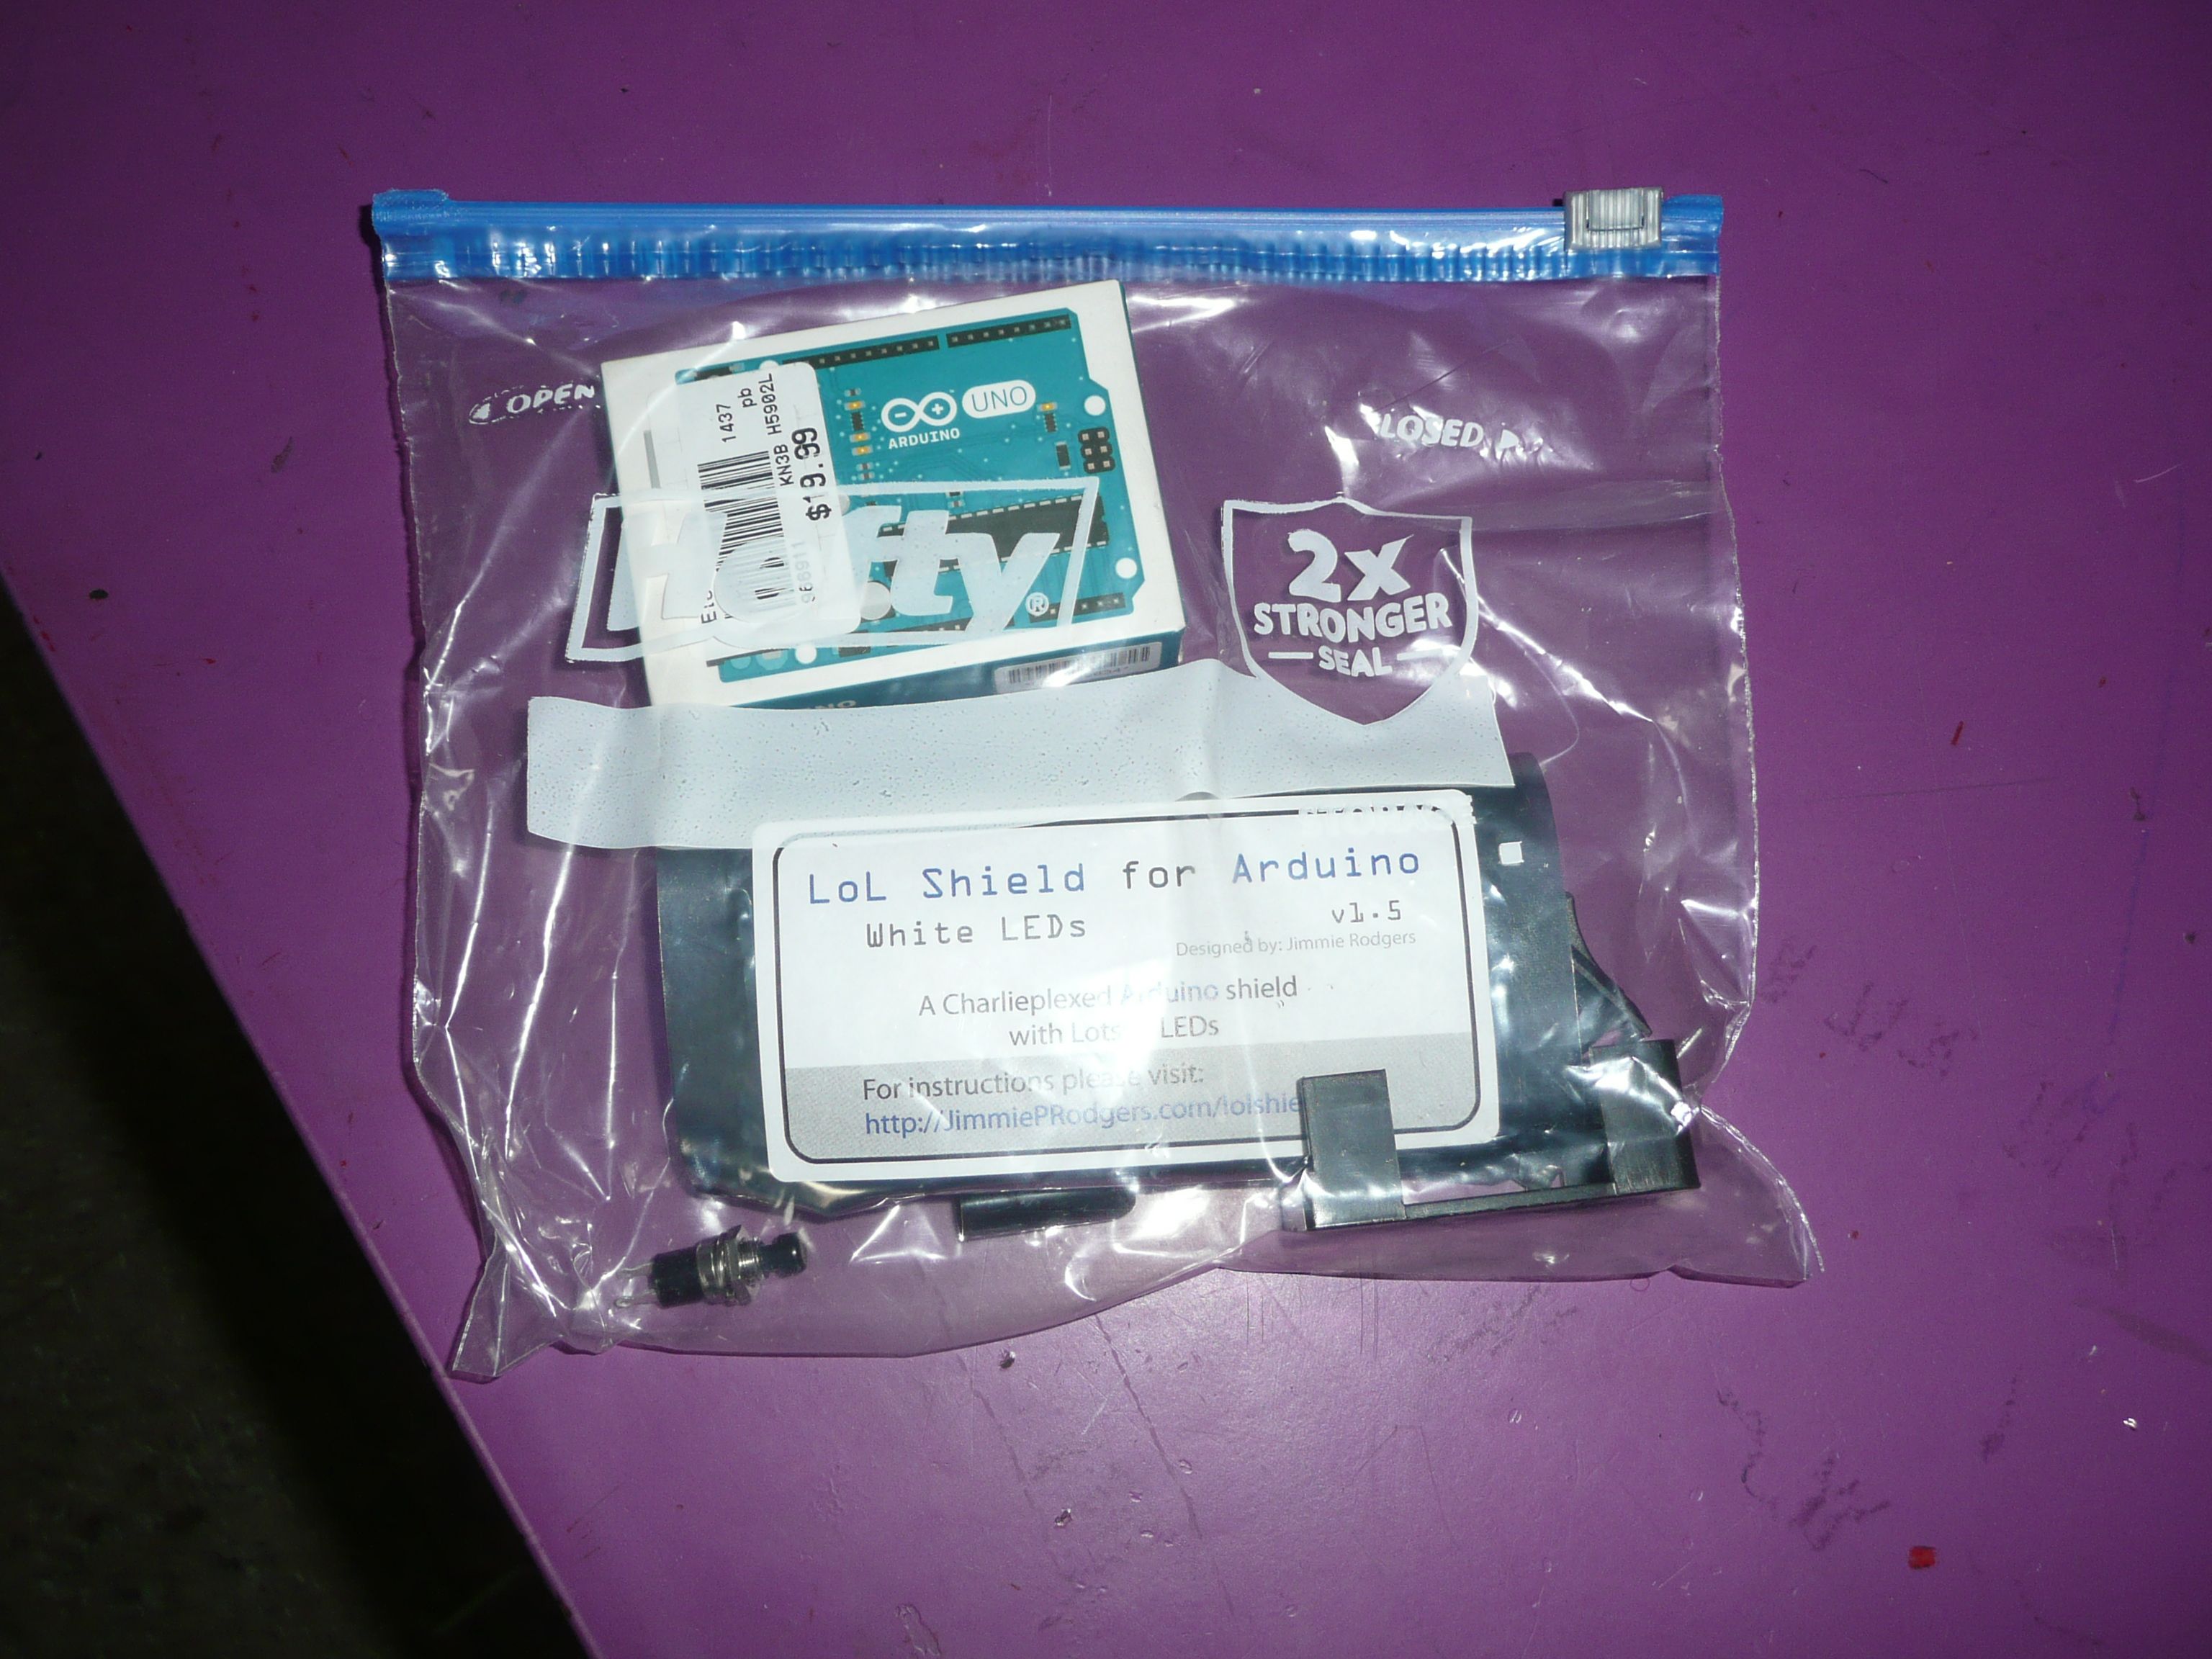 OPEN
CLOSED
1437
pb
KN3B H5902L
$19.99
966911
ARDUINO
UNO
Hefty®
2x
STRONGER
SEAL
LoL Shield for Arduino
White LEDs
v1.5
Designed by: Jimmie Rodgers
A Charlieplexed Arduino shield
with Lots LEDs
For instructions please visit:
http://JimmiePRodgers.com/lolshie